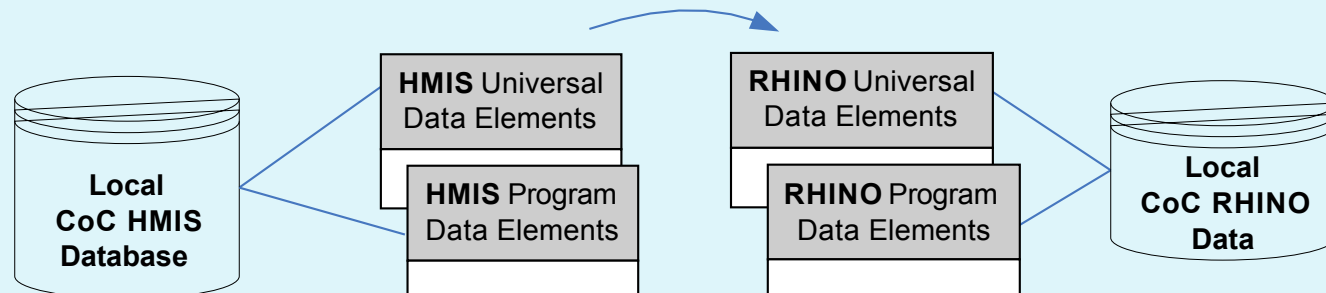 Local
CoC HMIS
Database
HMIS Universal
Data Elements
HMIS Program
Data Elements
RHINO Universal
Data Elements
RHINO Program
Data Elements
Local
CoC RHINO
Data